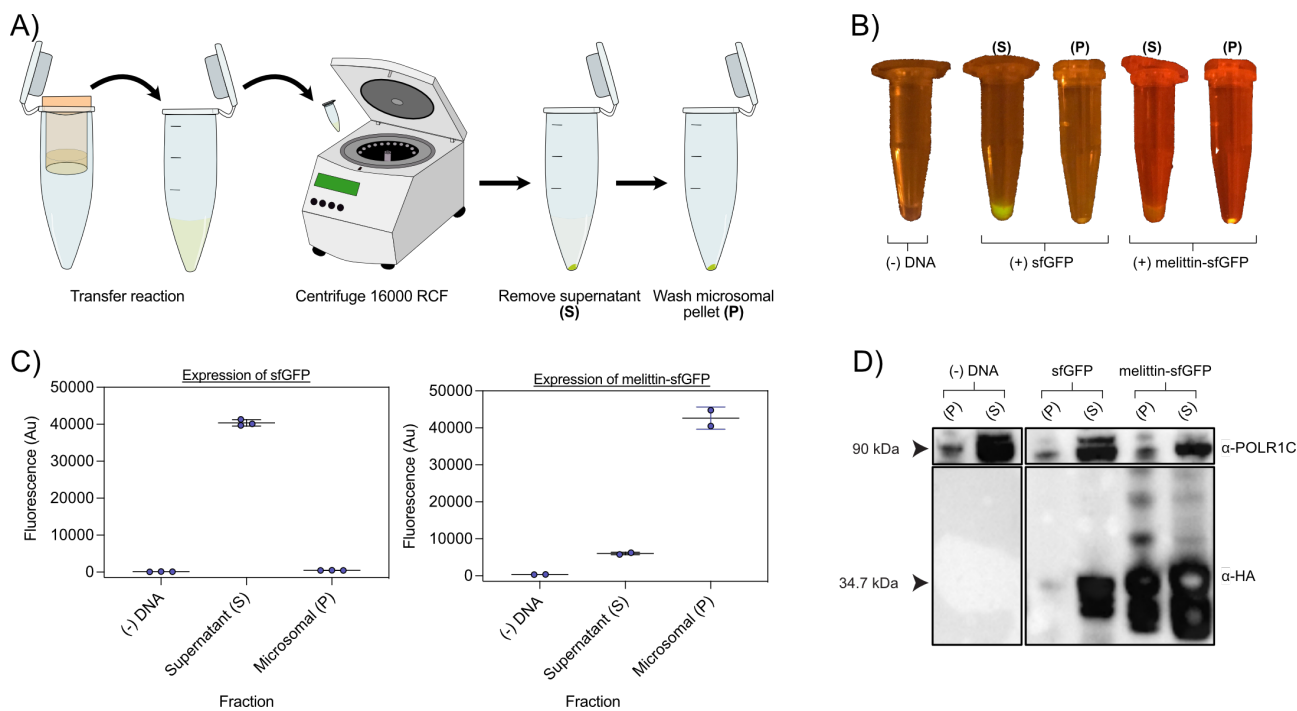 A)
Transfer reaction
Centrifuge 16000 RCF
Remove supernatant
(S)
Wash microsomal
pellet (P)
B)
(S)
(P)
(S)
(P)
(-) DNA
(+) sfGFP
(+) melittin-sfGFP
C)
Expression of sfGFP
Fluorescence (Au)
50000
40000
30000
20000
10000
0
(-) DNA
Supernatant (S)
Microsomal (P)
Fraction
Expression of melittin-sfGFP
Fluorescence (Au)
50000
40000
30000
20000
10000
0
(-) DNA
Supernatant (S)
Microsomal (P)
Fraction
D)
(-) DNA
sfGFP
melittin-sfGFP
(P)
(S)
(P)
(S)
(P)
(S)
90 kDa
α-POLR1C
34.7 kDa
α-HA